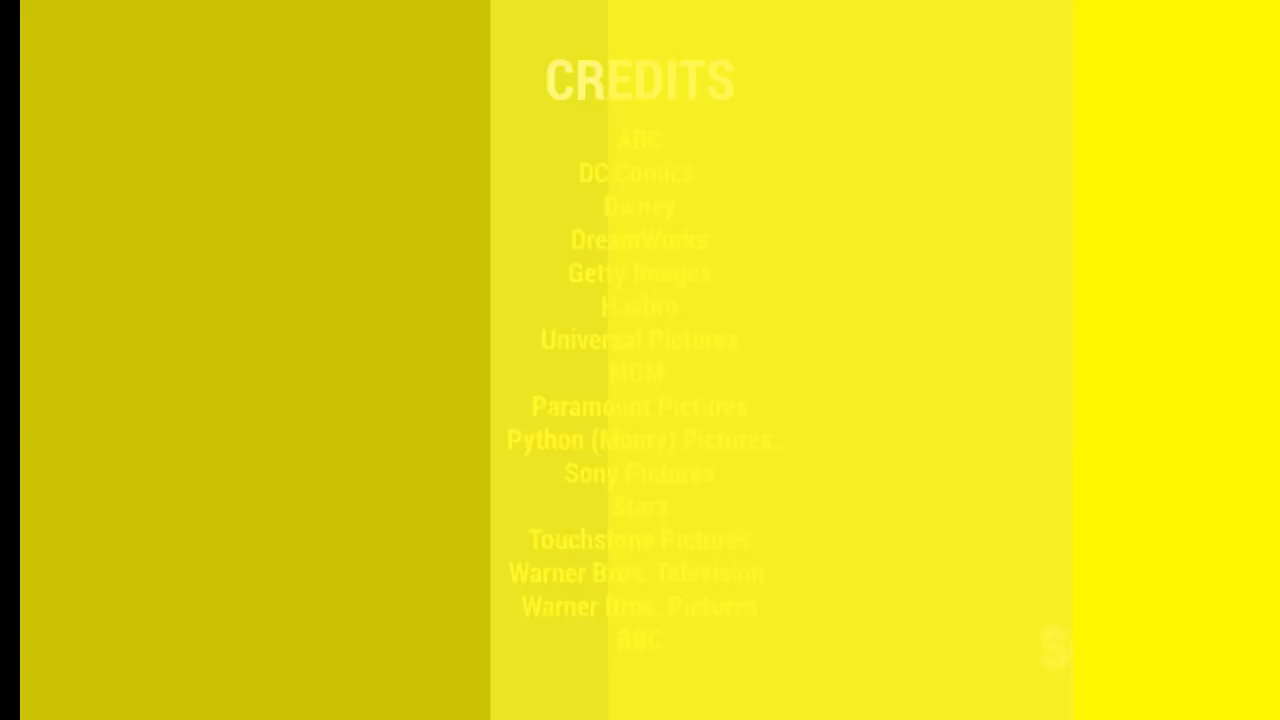 CREDITS
ABC
DC Comics
Disney
DreamWorks
Getty Images
Hasbro
Universal Pictures
MGM
Paramount Pictures
Python (Monty) Pictures..
Sony Pictures
Starz
Touchstone Pictures
Warner Bros. Television
Warner Bros. Pictures
BBC